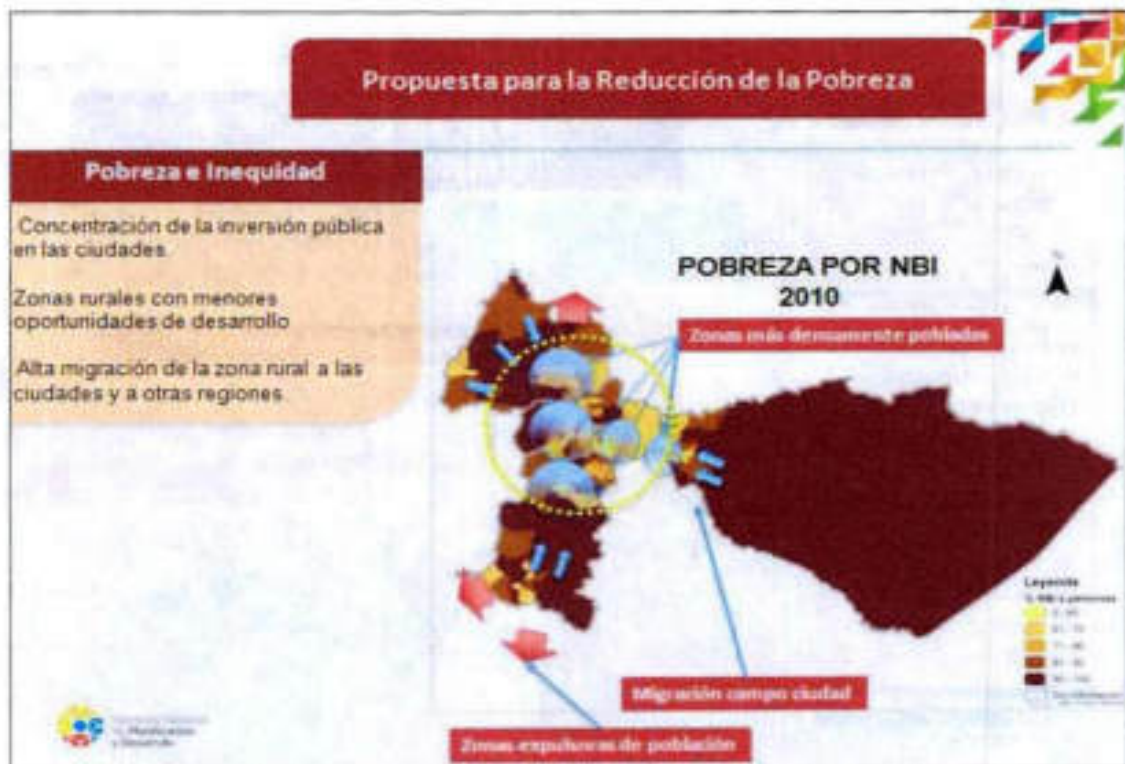 Propuesta para la Reducción de la Pobreza
Pobreza e Inequidad
Concentración de la inversión pública
en las ciudades.
Zonas rurales con menores
oportunidades de desarrollo
Alta migración de la zona rural a las
ciudades y a otras regiones.
POBREZA POR NBI
2010
Zonas más densamente pobladas
Leyenda
Migración campo ciudad
Zonas expulsoras de población
Planificación
y Desarrollo